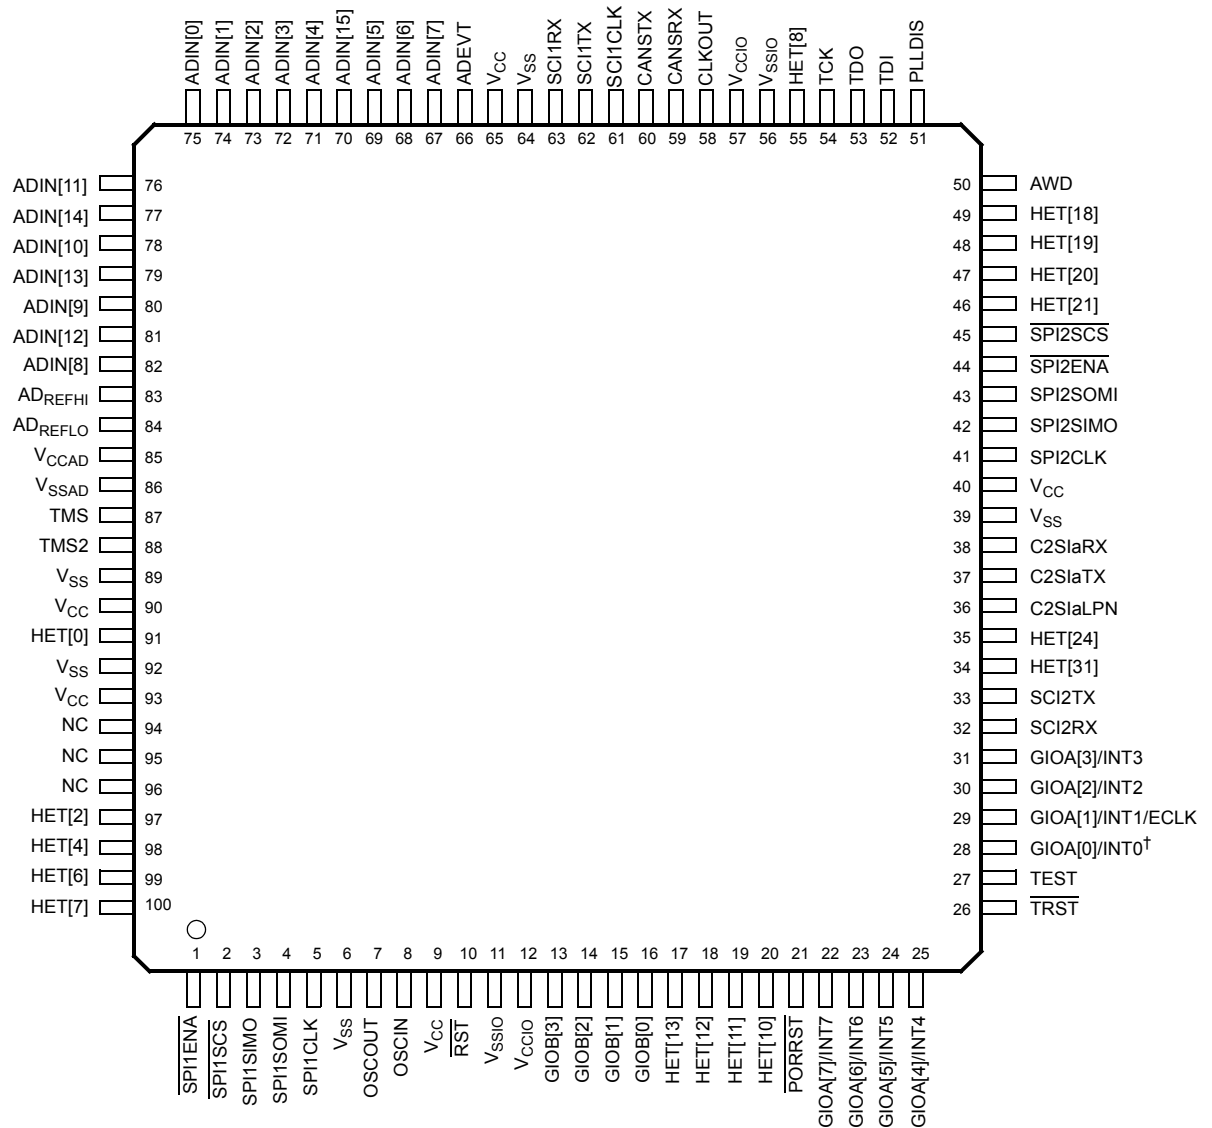 ADIN[0] ADIN[1] ADIN[2] ADIN[3] ADIN[4] ADIN[15] ADIN[5] ADIN[6] ADIN[7] ADEVT VCC VSS SCI1RX SCI1TX SCI1CLK CANSTX CANSRX CLKOUT VCCIO VSSIO HET[8] TCK TDO TDI PLLDIS
75 74 73 72 71 70 69 68 67 66 65 64 63 62 61 60 59 58 57 56 55 54 53 52 51
ADIN[11] 76 50 AWD
ADIN[14] 77 49 HET[18]
ADIN[10] 78 48 HET[19]
ADIN[13] 79 47 HET[20]
ADIN[9] 80 46 HET[21]
ADIN[12] 81 45 SPI2SCS
ADIN[8] 82 44 SPI2ENA
ADREFHI 83 43 SPI2SOMI
ADREFLO 84 42 SPI2SIMO
VCCAD 85 41 SPI2CLK
VSSAD 86 40 VCC
TMS 87 39 VSS
TMS2 88 38 C2SIaRX
VSS 89 37 C2SIaTX
VCC 90 36 C2SIaLPN
HET[0] 91 35 HET[24]
VSS 92 34 HET[31]
VCC 93 33 SCI2TX
NC 94 32 SCI2RX
NC 95 31 GIOA[3]/INT3
NC 96 30 GIOA[2]/INT2
HET[2] 97 29 GIOA[1]/INT1/ECLK
HET[4] 98 28 GIOA[0]/INT0†
HET[6] 99 27 TEST
HET[7] 100 26 TRST
1 2 3 4 5 6 7 8 9 10 11 12 13 14 15 16 17 18 19 20 21 22 23 24 25
SPI1ENA SPI1SCS SPI1SIMO SPI1SOMI SPI1CLK VSS OSCOUT OSCIN VCC RST VSSIO VCCIO GIOB[3] GIOB[2] GIOB[1] GIOB[0] HET[13] HET[12] HET[11] HET[10] PORRST GIOA[7]/INT7 GIOA[6]/INT6 GIOA[5]/INT5 GIOA[4]/INT4